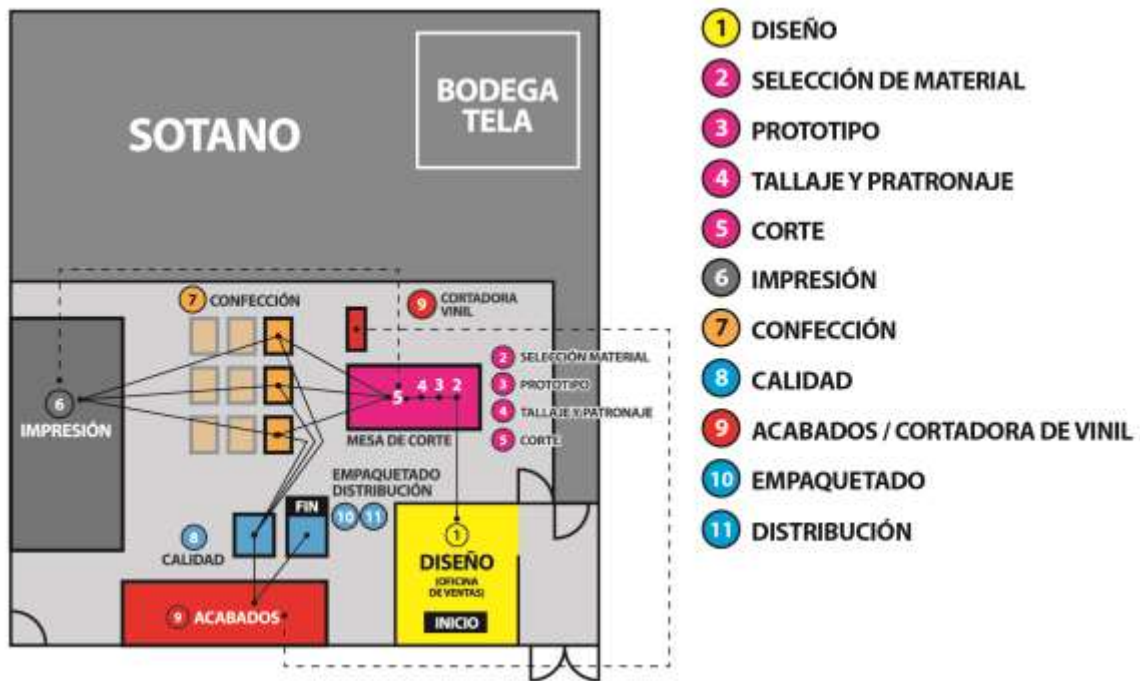 SOTANO
BODEGA
TELA
7 CONFECCIÓN
9 CORTADORA
VINIL
2 SELECCIÓN MATERIAL
3 PROTOTIPO
4 TALLAJE Y PATRONAJE
5 CORTE
5 4 3 2
MESA DE CORTE
6
IMPRESIÓN
EMPAQUETADO
DISTRIBUCIÓN
10 11
FIN
8
CALIDAD
9 ACABADOS
1
DISEÑO
(OFICINA
DE VENTAS)
INICIO
1 DISEÑO
2 SELECCIÓN DE MATERIAL
3 PROTOTIPO
4 TALLAJE Y PRATRONAJE
5 CORTE
6 IMPRESIÓN
7 CONFECCIÓN
8 CALIDAD
9 ACABADOS / CORTADORA DE VINIL
10 EMPAQUETADO
11 DISTRIBUCIÓN